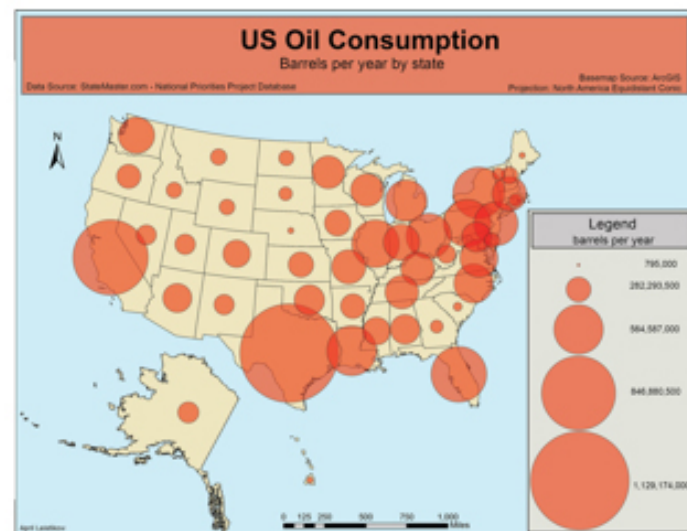 US Oil Consumption
Barrels per year by state
Basemap Source: ArcGIS
Data Source: StateMaster.com - National Priorities Project Database
Projection: North America Equidistant Conic
N
Legend
barrels per year
795,000
282,293,500
564,587,000
846,880,500
1,129,174,000
0 125 250 500 750 1,000
Miles